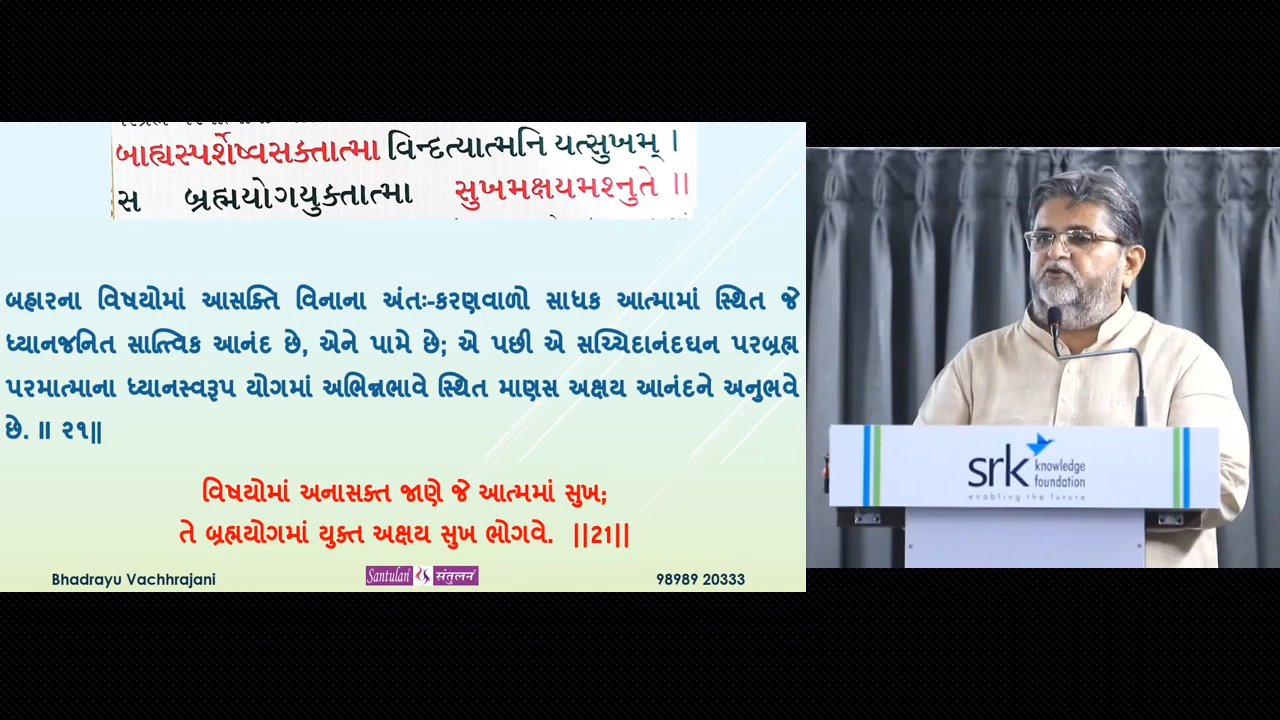 બાહ્યસ્પર્શેષ્વસક્તાત્મા વિન્દત્યાત્મનિ યત્સુખમ્ ।
સ બ્રહ્મયોગયુક્તાત્મા સુખમક્ષયમશ્નુતે ॥
બહારના વિષયોમાં આસક્તિ વિનાના અંતઃ-કરણવાળો સાધક આત્મામાં સ્થિત જે
ધ્યાનજનિત સાત્ત્વિક આનંદ છે, એને પામે છે; એ પછી એ સચ્ચિદાનંદઘન પરબ્રહ્મ
પરમાત્માના ધ્યાનસ્વરૂપ યોગમાં અભિન્નભાવે સ્થિત માણસ અક્ષય આનંદને અનુભવે
છે. ॥ ૨૧||
વિષયોમાં અનાસક્ત જાણે જે આત્મમાં સુખ;
તે બ્રહ્મયોગમાં યુક્ત અક્ષય સુખ ભોગવે. ||21||
Bhadrayu Vachhrajani
Santulan સંતુલન
98989 20333
srk knowledge
foundation
enabling the future